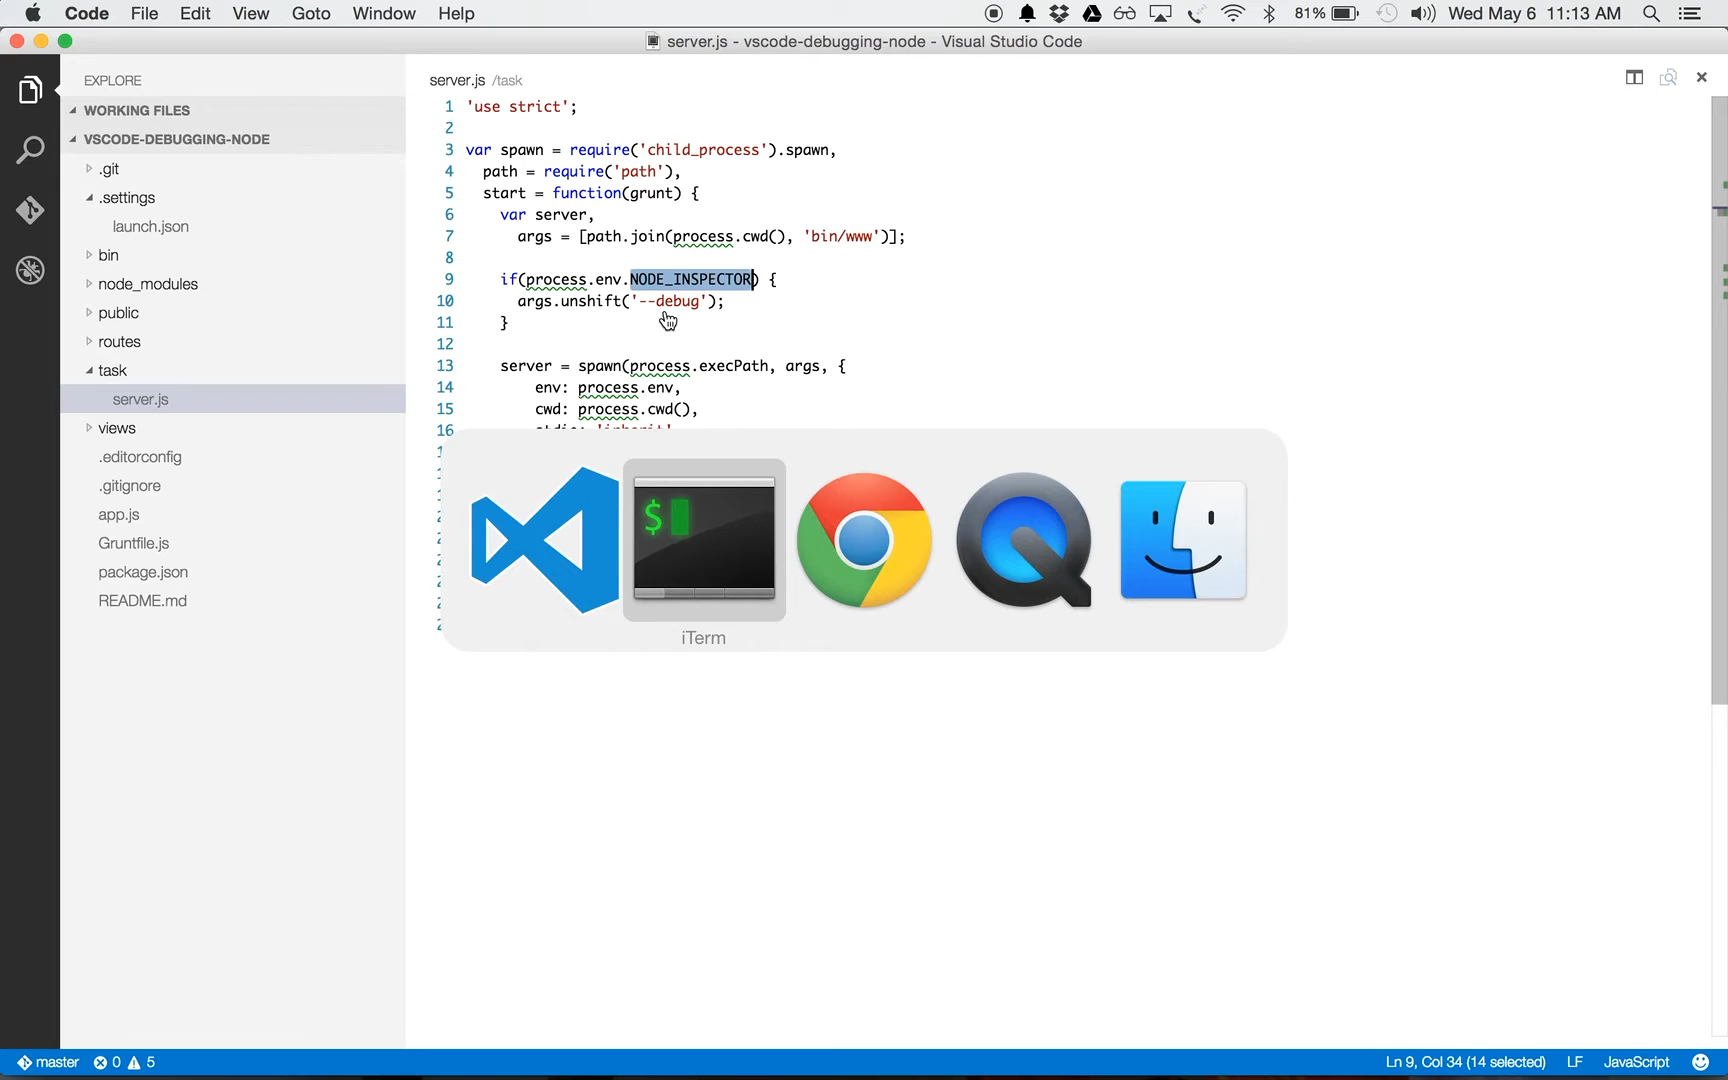 Code File Edit View Goto Window Help 81% Wed May 6 11:13 AM
server.js - vscode-debugging-node - Visual Studio Code
EXPLORE
WORKING FILES
VSCODE-DEBUGGING-NODE
.git
.settings
launch.json
bin
node_modules
public
routes
task
server.js
views
.editorconfig
.gitignore
app.js
Gruntfile.js
package.json
README.md
server.js /task
1 'use strict';
2
3 var spawn = require('child_process').spawn,
4 path = require('path'),
5 start = function(grunt) {
6 var server,
7 args = [path.join(process.cwd(), 'bin/www')];
8
9 if(process.env.NODE_INSPECTOR) {
10 args.unshift('--debug');
11 }
12
13 server = spawn(process.execPath, args, {
14 env: process.env,
15 cwd: process.cwd(),
16 stdio: 'inherit'
$
iTerm
master 0 5 Ln 9, Col 34 (14 selected) LF JavaScript